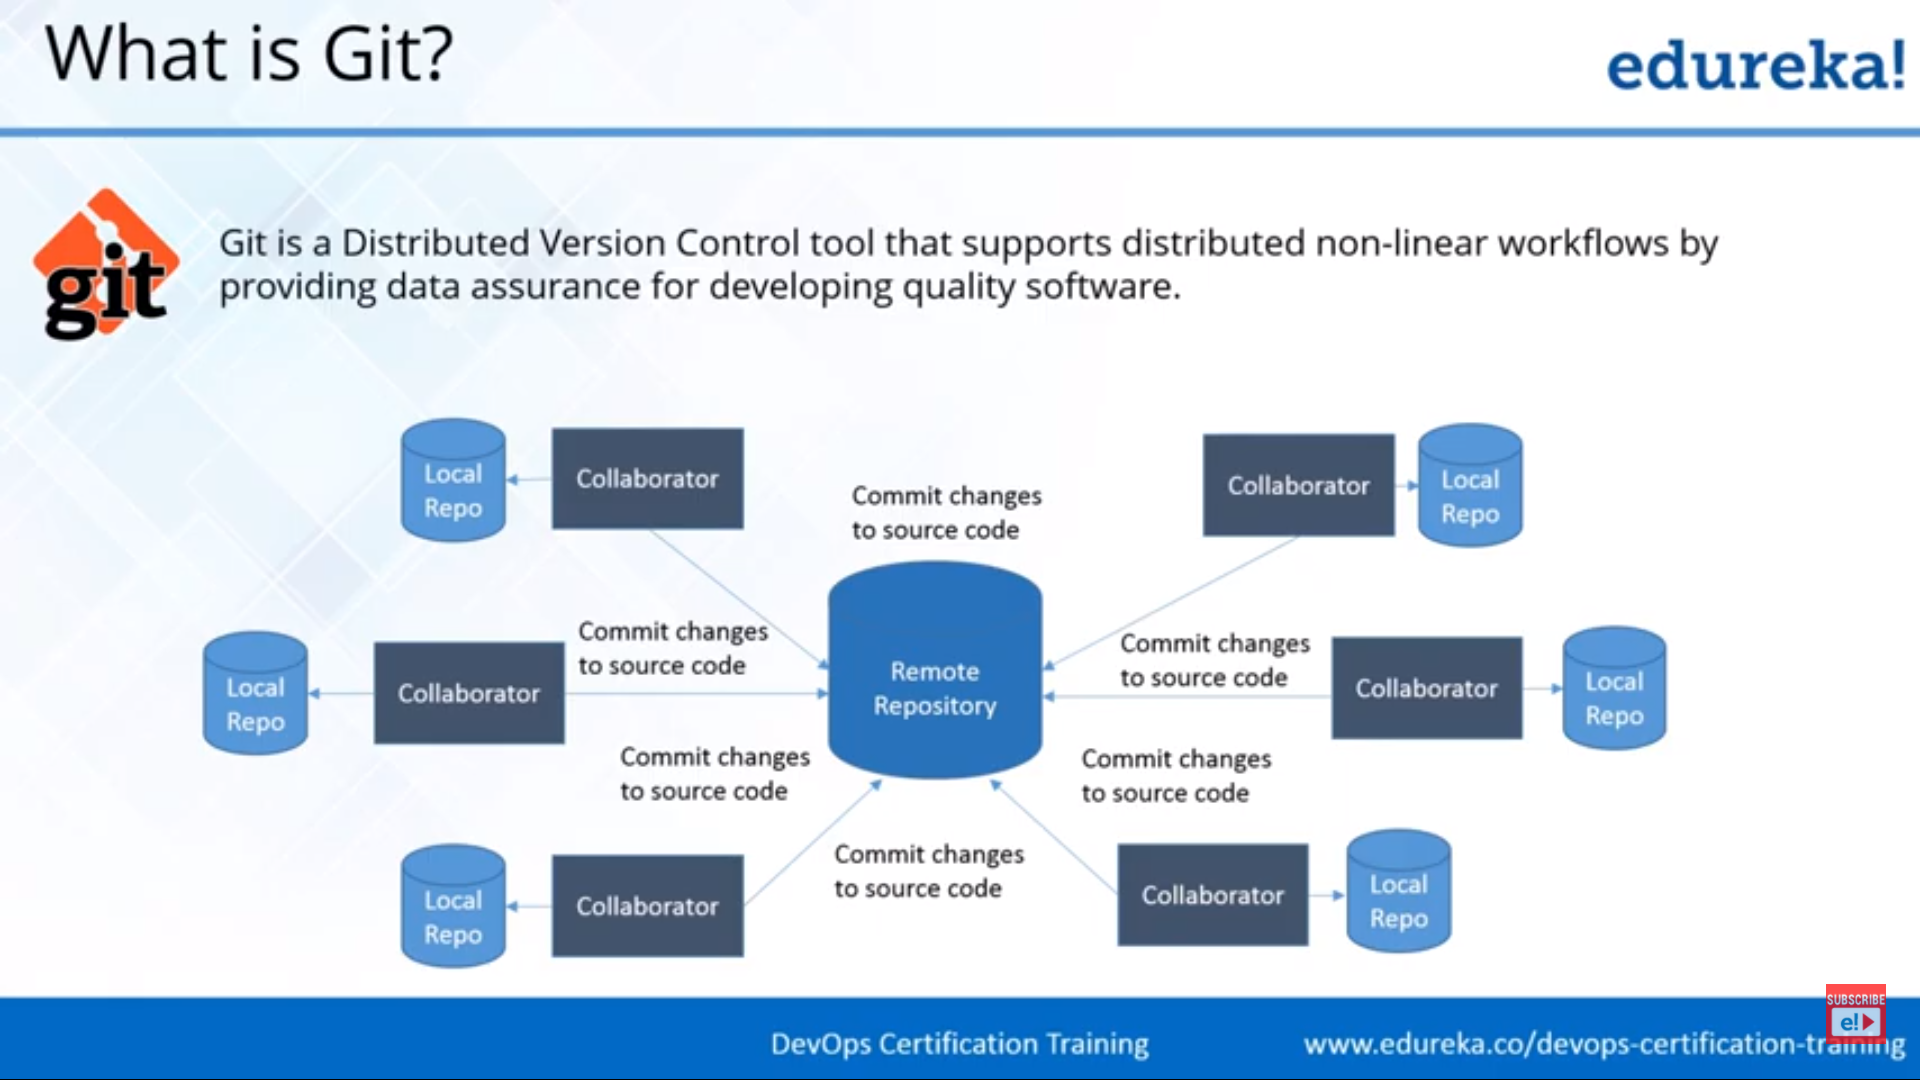 What is Git?
edureka!
git
Git is a Distributed Version Control tool that supports distributed non-linear workflows by
providing data assurance for developing quality software.
Local
Repo
Collaborator
Commit changes
to source code
Collaborator
Local
Repo
Local
Repo
Collaborator
Commit changes
to source code
Remote
Repository
Commit changes
to source code
Collaborator
Local
Repo
Commit changes
to source code
Commit changes
to source code
Local
Repo
Collaborator
Commit changes
to source code
Collaborator
Local
Repo
DevOps Certification Training
www.edureka.co/devops-certification-training
SUBSCRIBE
e!